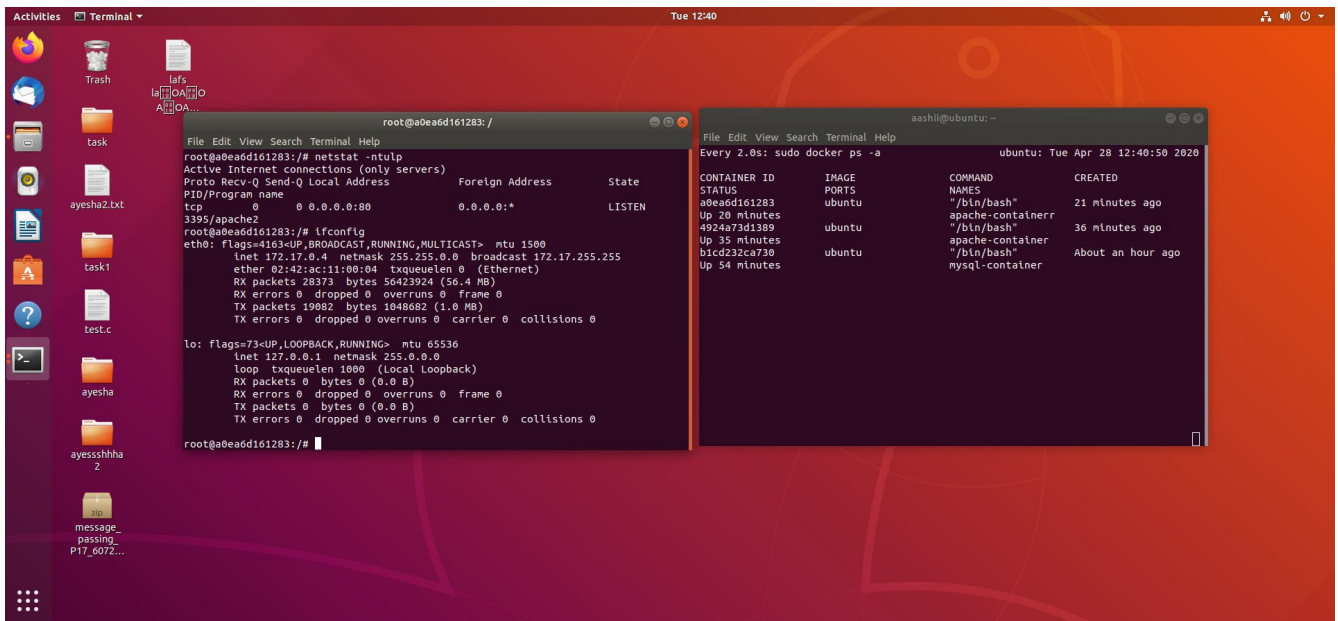 Activities Terminal Tue 12:40
Trash
lafs
task
ayesha2.txt
task1
test.c
ayesha
ayessshhha
2
zip
message_
passing_
P17_6072...
root@a0ea6d161283: /
File Edit View Search Terminal Help
root@a0ea6d161283:/# netstat -ntulp
Active Internet connections (only servers)
Proto Recv-Q Send-Q Local Address Foreign Address State
PID/Program name
tcp 0 0 0.0.0.0:80 0.0.0.0:* LISTEN
3395/apache2
root@a0ea6d161283:/# ifconfig
eth0: flags=4163<UP,BROADCAST,RUNNING,MULTICAST> mtu 1500
inet 172.17.0.4 netmask 255.255.0.0 broadcast 172.17.255.255
ether 02:42:ac:11:00:04 txqueuelen 0 (Ethernet)
RX packets 28373 bytes 56423924 (56.4 MB)
RX errors 0 dropped 0 overruns 0 frame 0
TX packets 19082 bytes 1048682 (1.0 MB)
TX errors 0 dropped 0 overruns 0 carrier 0 collisions 0
lo: flags=73<UP,LOOPBACK,RUNNING> mtu 65536
inet 127.0.0.1 netmask 255.0.0.0
loop txqueuelen 1000 (Local Loopback)
RX packets 0 bytes 0 (0.0 B)
RX errors 0 dropped 0 overruns 0 frame 0
TX packets 0 bytes 0 (0.0 B)
TX errors 0 dropped 0 overruns 0 carrier 0 collisions 0
root@a0ea6d161283:/#
aashii@ubuntu: ~
File Edit View Search Terminal Help
Every 2.0s: sudo docker ps -a ubuntu: Tue Apr 28 12:40:50 2020
CONTAINER ID IMAGE COMMAND CREATED
STATUS PORTS NAMES
a0ea6d161283 ubuntu "/bin/bash" 21 minutes ago
Up 20 minutes apache-containerr
4924a73d1389 ubuntu "/bin/bash" 36 minutes ago
Up 35 minutes apache-container
b1cd232ca730 ubuntu "/bin/bash" About an hour ago
Up 54 minutes mysql-container